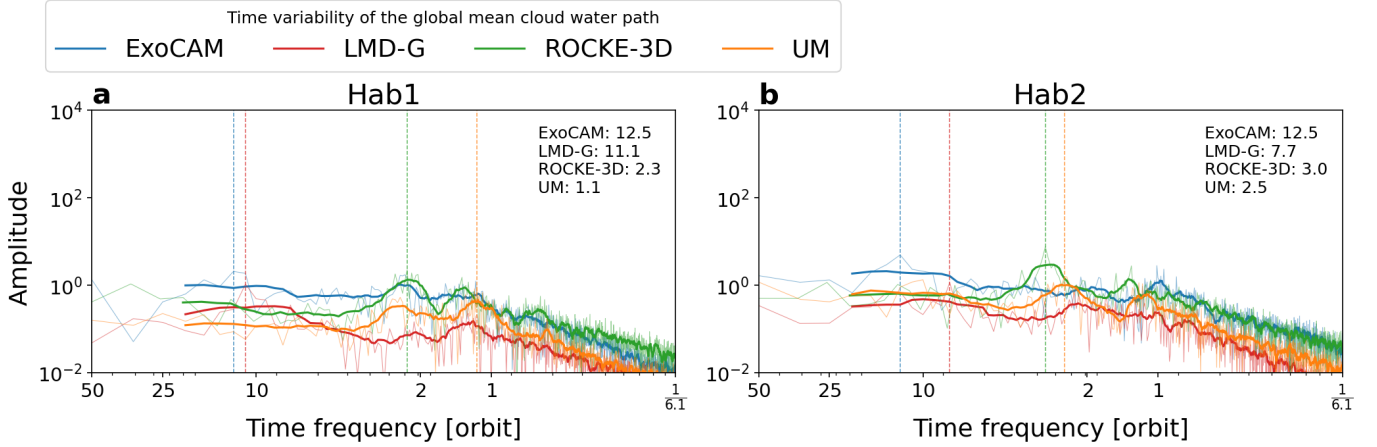 Time variability of the global mean cloud water path
ExoCAM LMD-G ROCKE-3D UM
a Hab1
10^4
10^2
10^0
10^-2
Amplitude
ExoCAM: 12.5
LMD-G: 11.1
ROCKE-3D: 2.3
UM: 1.1
50 25 10 2 1 1/6.1
Time frequency [orbit]
b Hab2
10^4
10^2
10^0
10^-2
ExoCAM: 12.5
LMD-G: 7.7
ROCKE-3D: 3.0
UM: 2.5
50 25 10 2 1 1/6.1
Time frequency [orbit]